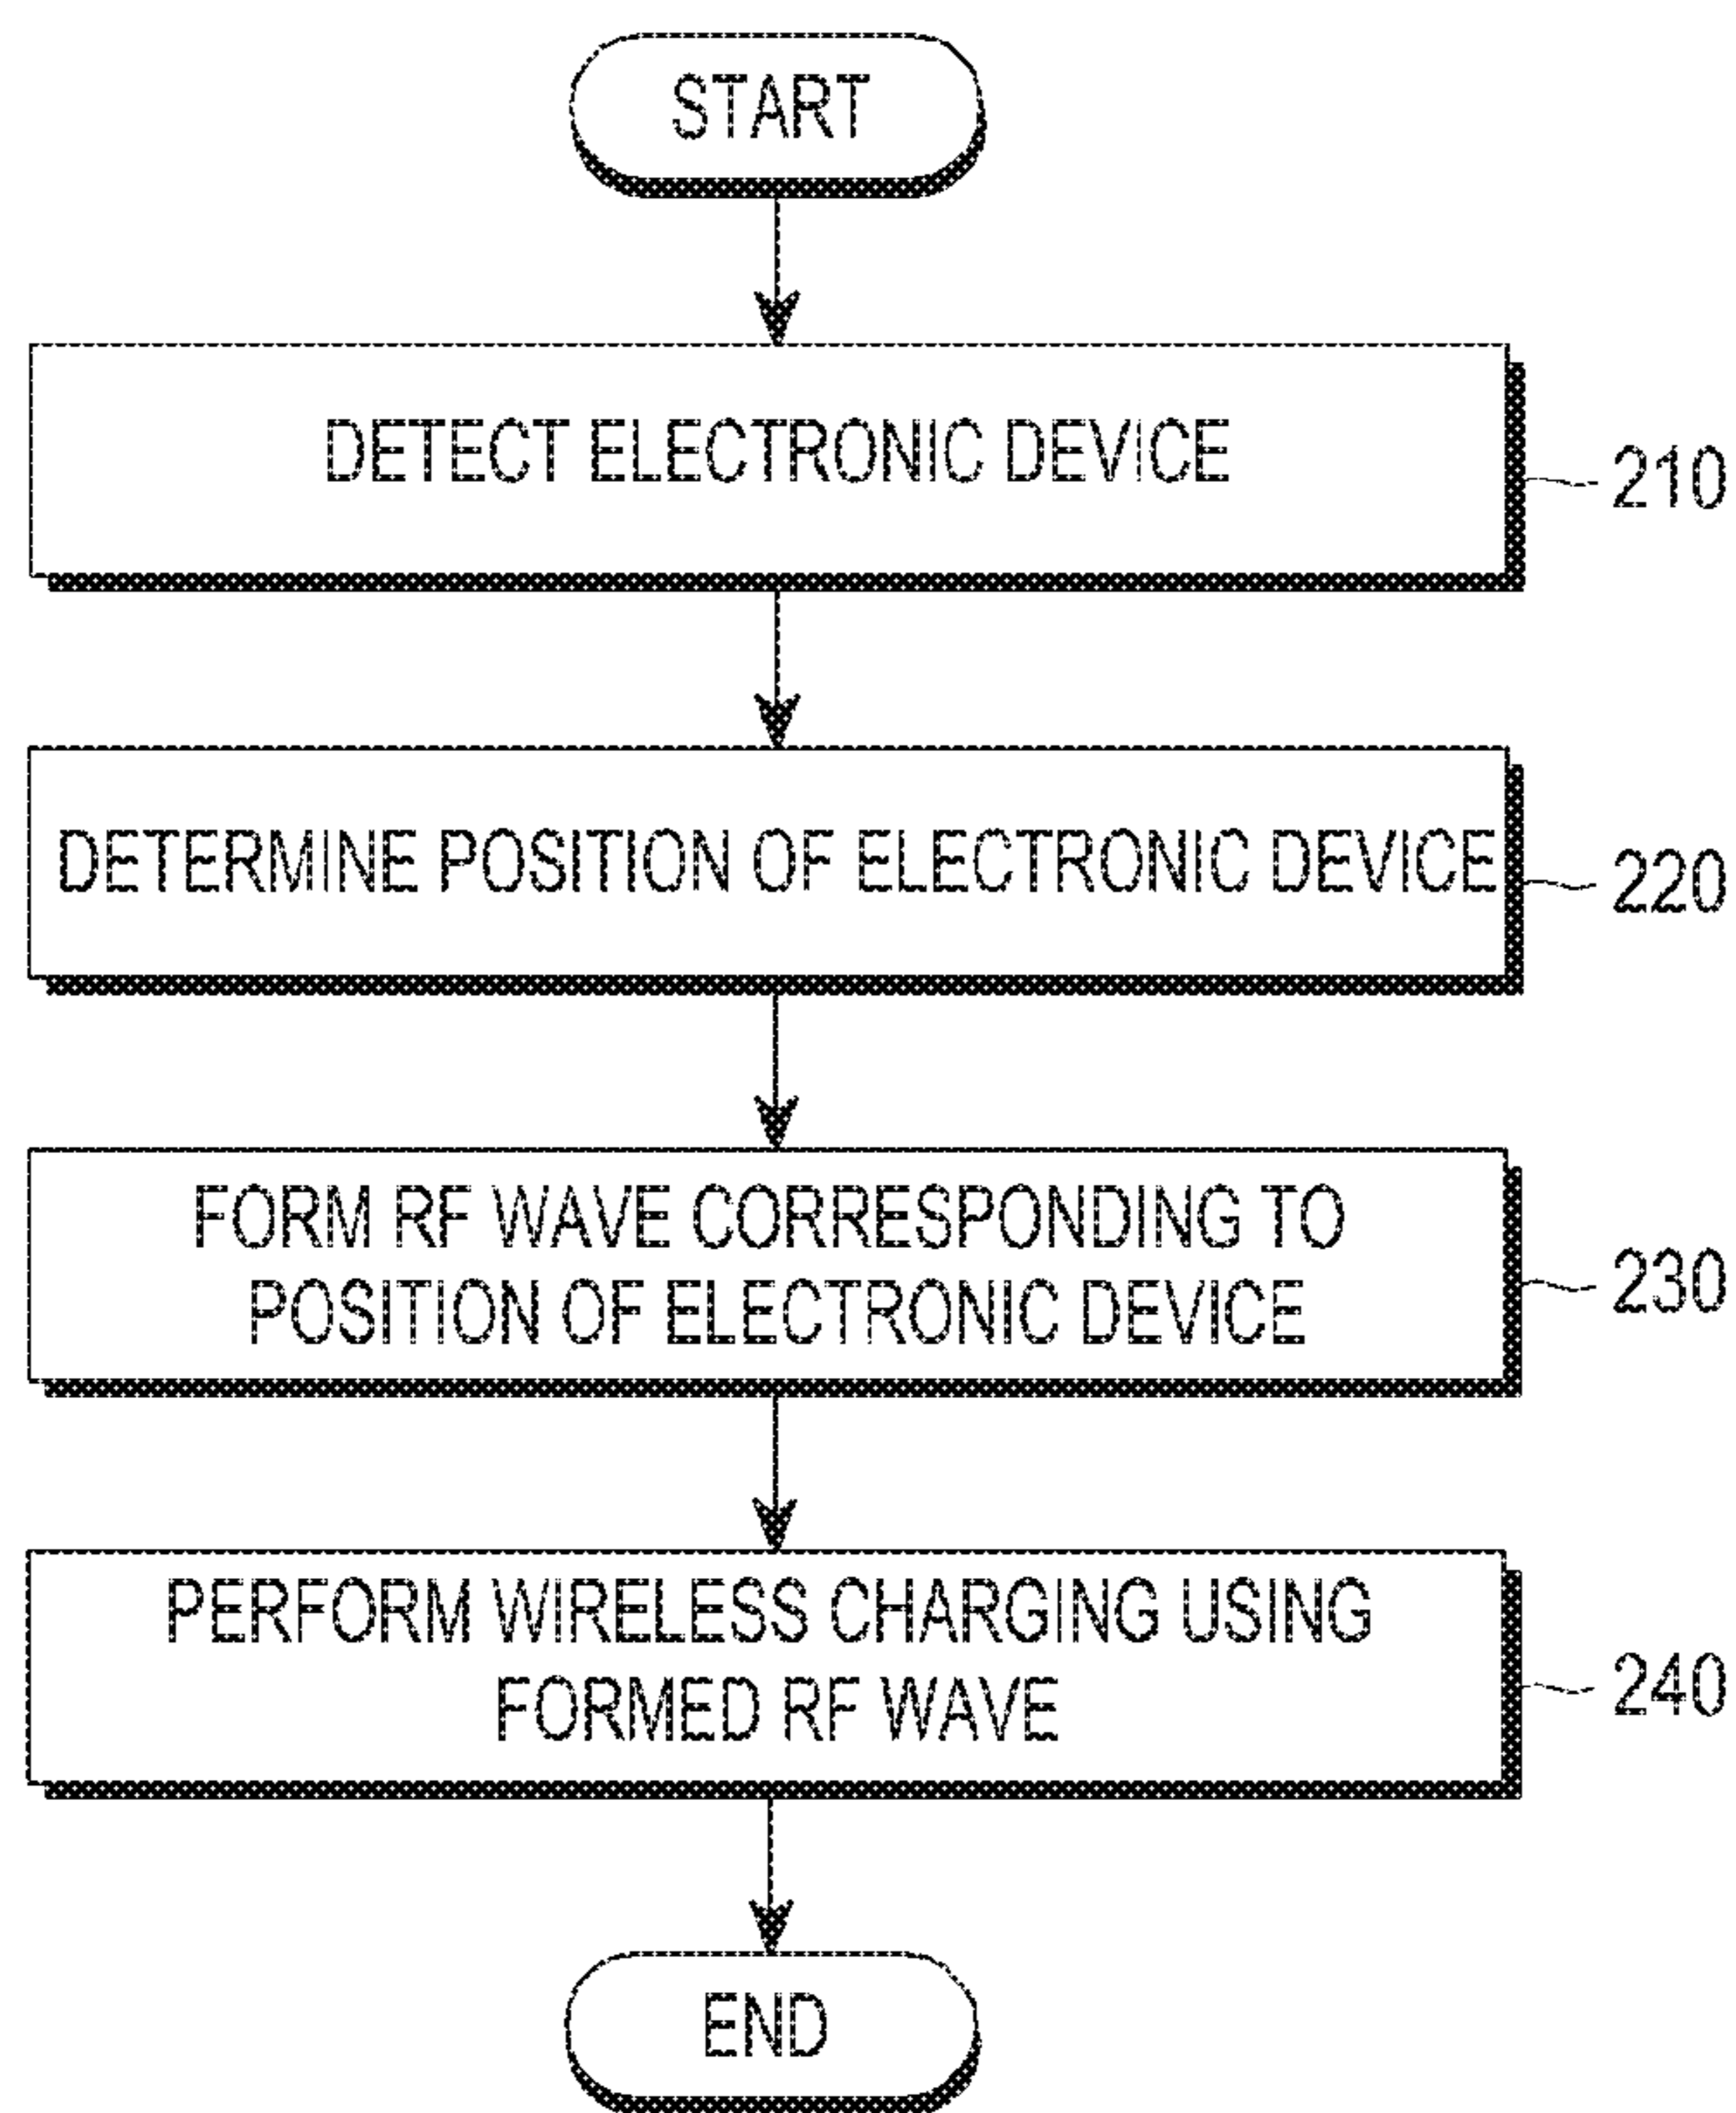 START
DETECT ELECTRONIC DEVICE
210
DETERMINE POSITION OF ELECTRONIC DEVICE
220
FORM RF WAVE CORRESPONDING TO
POSITION OF ELECTRONIC DEVICE
230
PERFORM WIRELESS CHARGING USING
FORMED RF WAVE
240
END